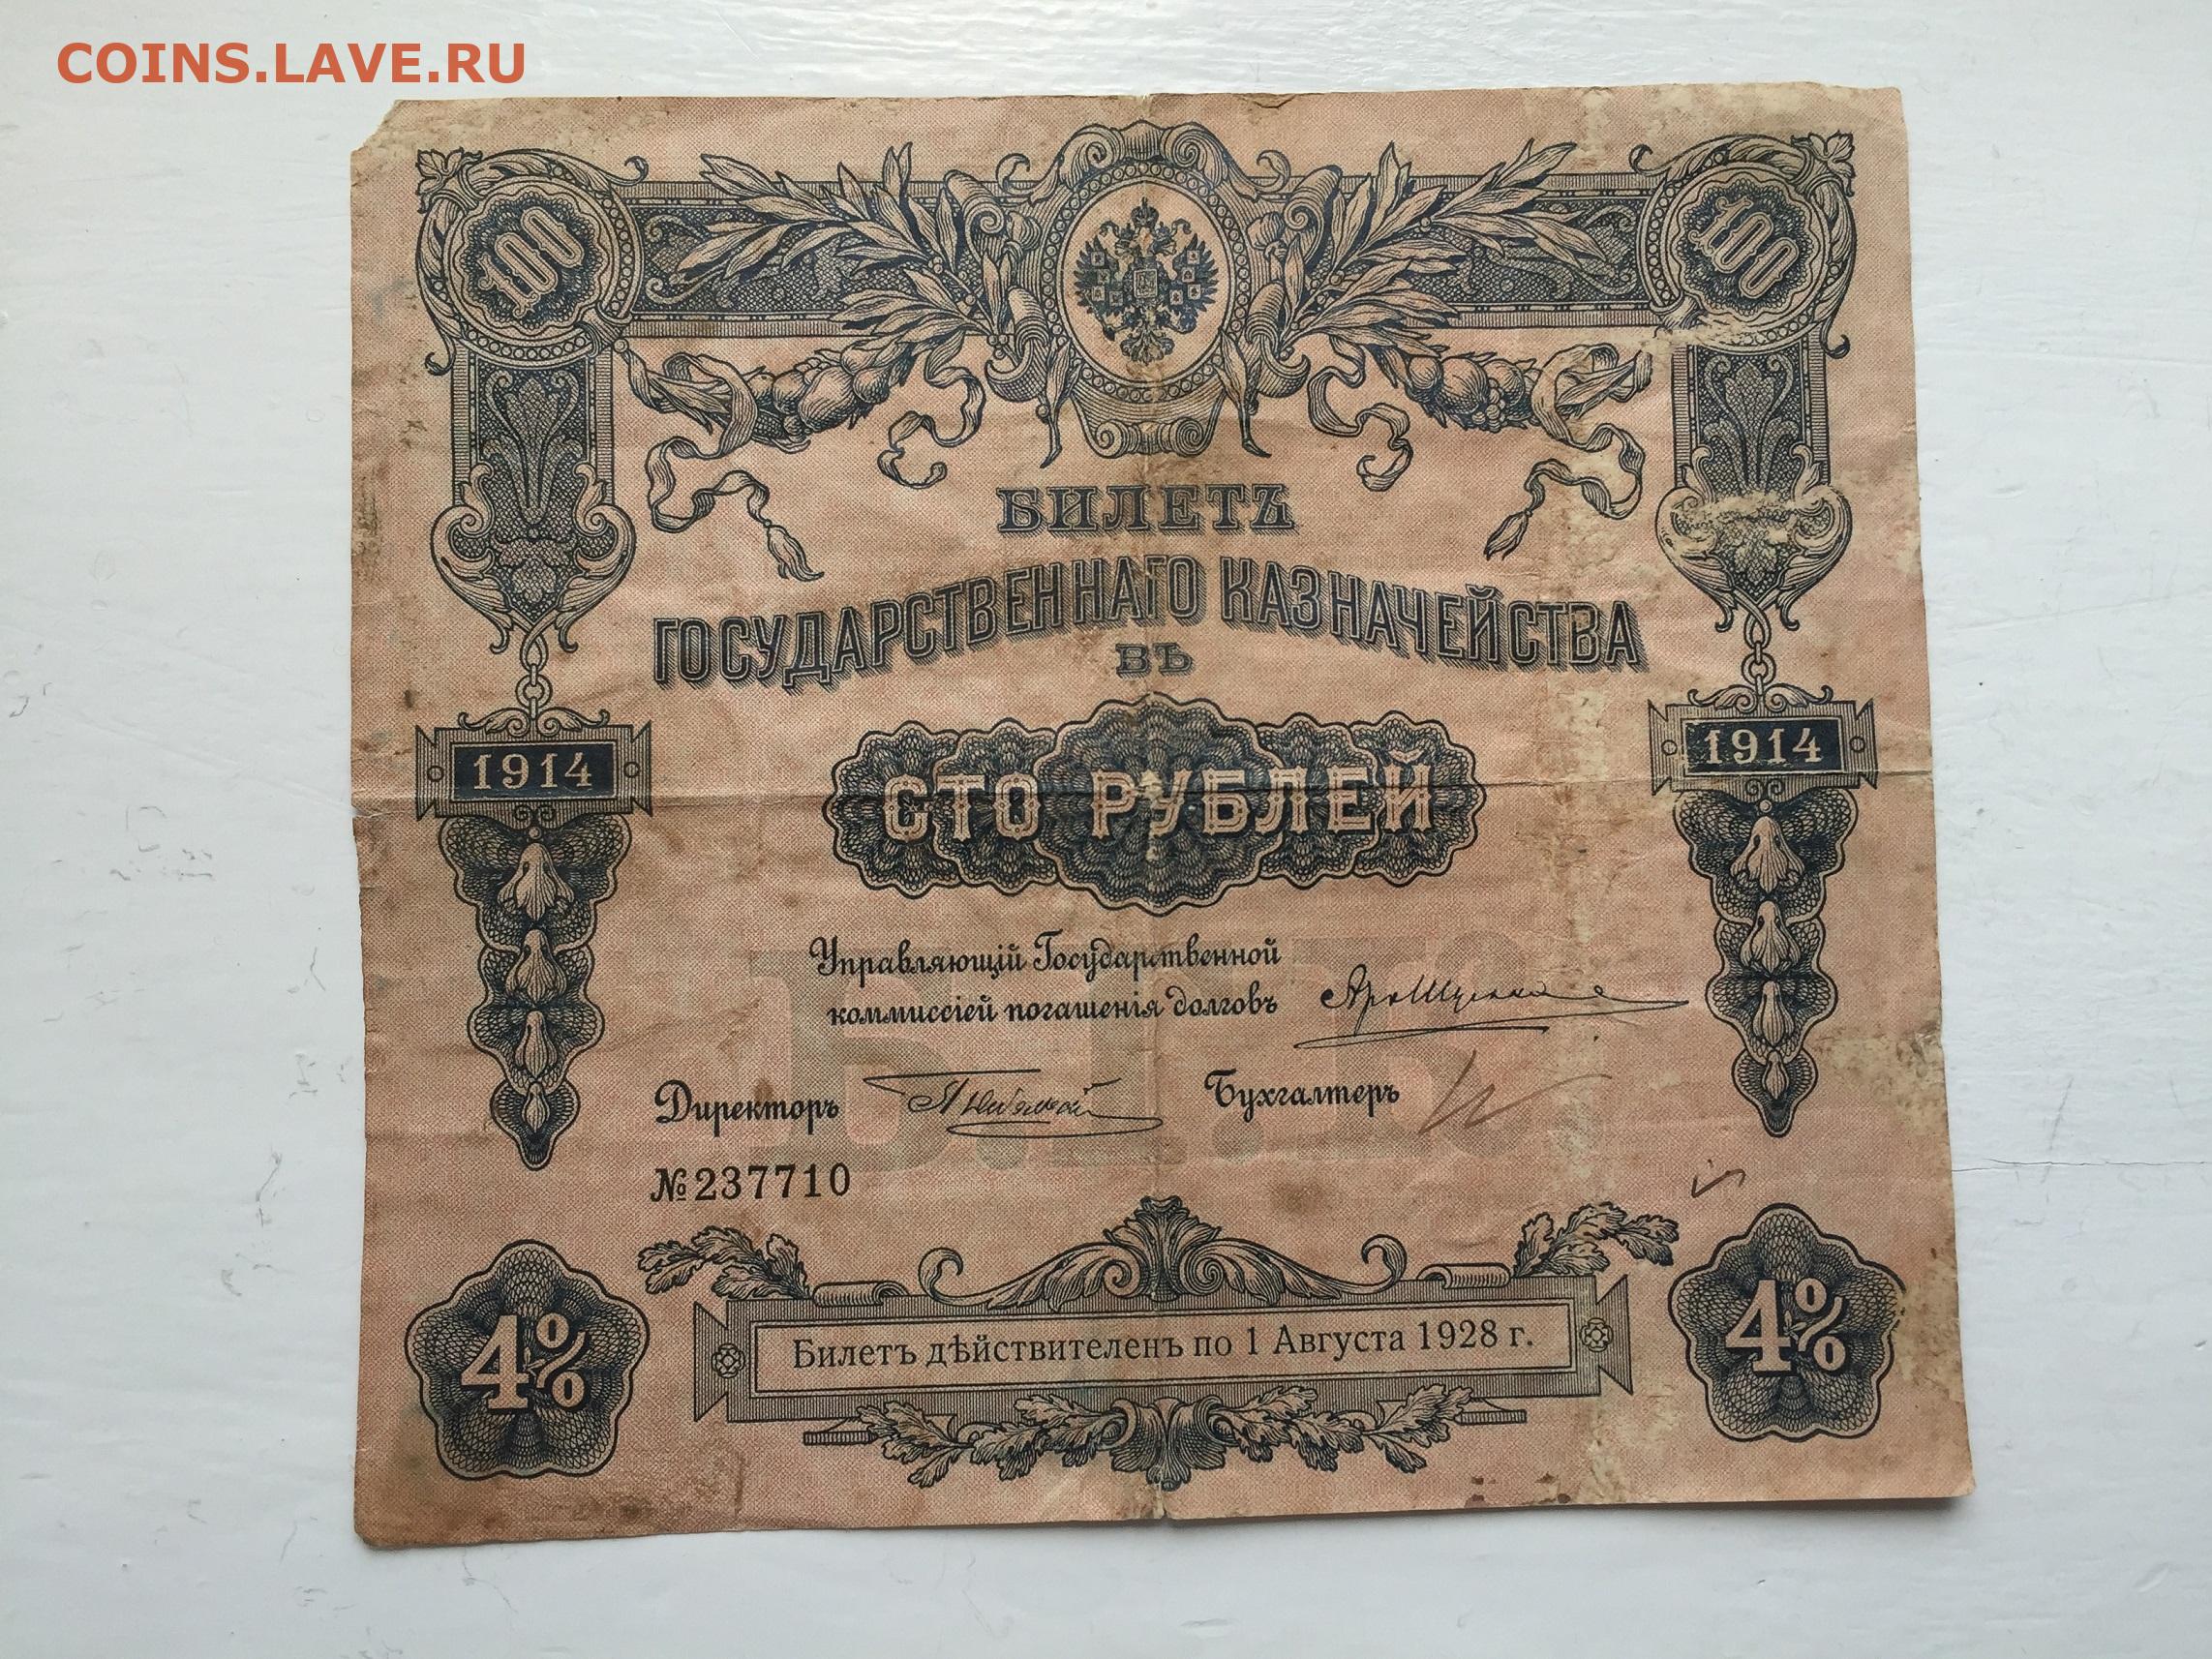 COINS.LAVE.RU
100 100
БИЛЕТЪ
ГОСУДАРСТВЕННАГО КАЗНАЧЕЙСТВА
ВЪ
1914 1914
СТО РУБЛЕЙ
Управляющій Государственной
коммиссіей погашенія долговъ
Директоръ Бухгалтеръ
№237710
4% 4%
Билетъ дѣйствителенъ по 1 Августа 1928 г.